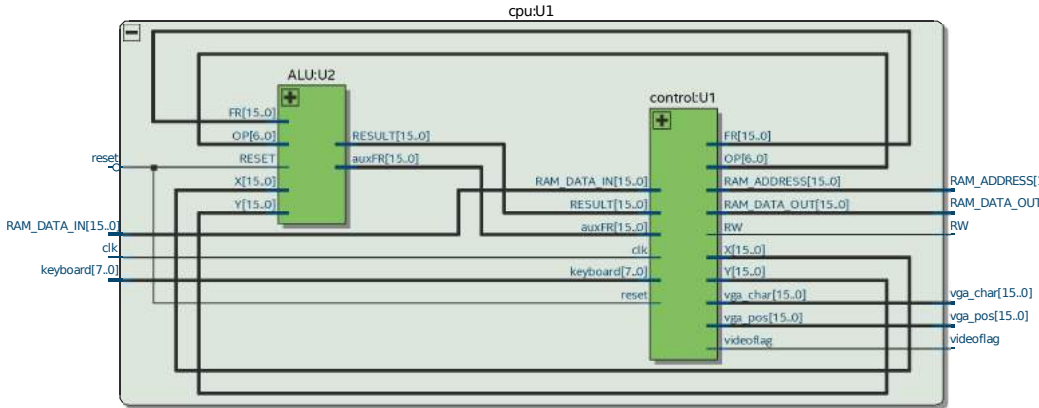 cpu:U1
ALU:U2
FR[15..0]
OP[6..0]
RESET
X[15..0]
Y[15..0]
RESULT[15..0]
auxFR[15..0]
control:U1
RAM_DATA_IN[15..0]
RESULT[15..0]
auxFR[15..0]
clk
keyboard[7..0]
reset
FR[15..0]
OP[6..0]
RAM_ADDRESS[15..0]
RAM_DATA_OUT[15..0]
RW
X[15..0]
Y[15..0]
vga_char[15..0]
vga_pos[15..0]
videoflag
reset
RAM_DATA_IN[15..0]
clk
keyboard[7..0]
RAM_ADDRESS[
RAM_DATA_OUT
RW
vga_char[15..0]
vga_pos[15..0]
videoflag